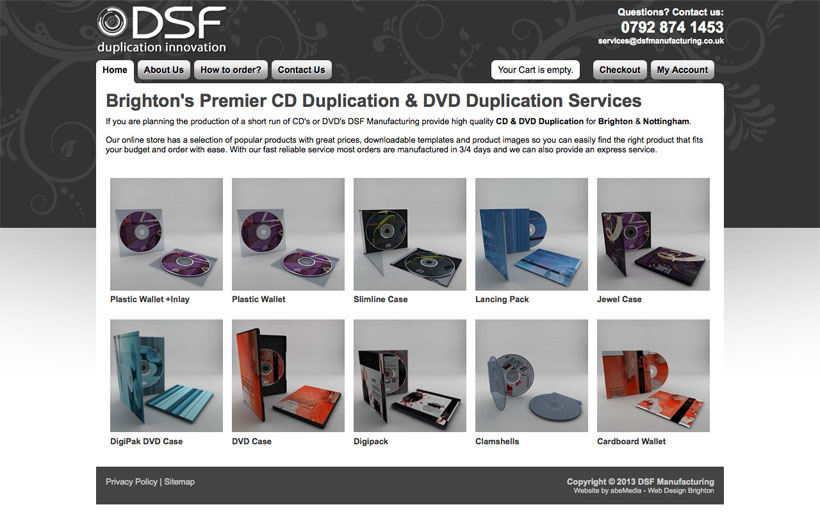 DSF
duplication innovation
Questions? Contact us:
0792 874 1453
services@dsfmanufacturing.co.uk
Home
About Us
How to order?
Contact Us
Your Cart is empty.
Checkout
My Account
Brighton's Premier CD Duplication & DVD Duplication Services
If you are planning the production of a short run of CD's or DVD's DSF Manufacturing provide high quality CD & DVD Duplication for Brighton & Nottingham.
Our online store has a selection of popular products with great prices, downloadable templates and product images so you can easily find the right product that fits
your budget and order with ease. With our fast reliable service most orders are manufactured in 3/4 days and we can also provide an express service.
Plastic Wallet +Inlay
Plastic Wallet
Slimline Case
Lancing Pack
Jewel Case
DigiPak DVD Case
DVD Case
Digipack
Clamshells
Cardboard Wallet
Privacy Policy | Sitemap
Copyright © 2013 DSF Manufacturing
Website by abeMedia - Web Design Brighton